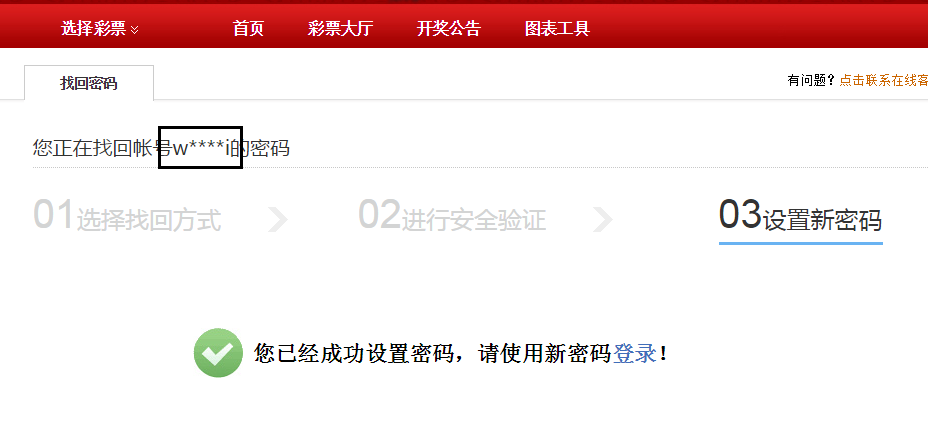 选择彩票 首页 彩票大厅 开奖公告 图表工具
找回密码 有问题？点击联系在线客
您正在找回帐号w****i的密码
01选择找回方式 02进行安全验证 03设置新密码
您已经成功设置密码，请使用新密码登录！